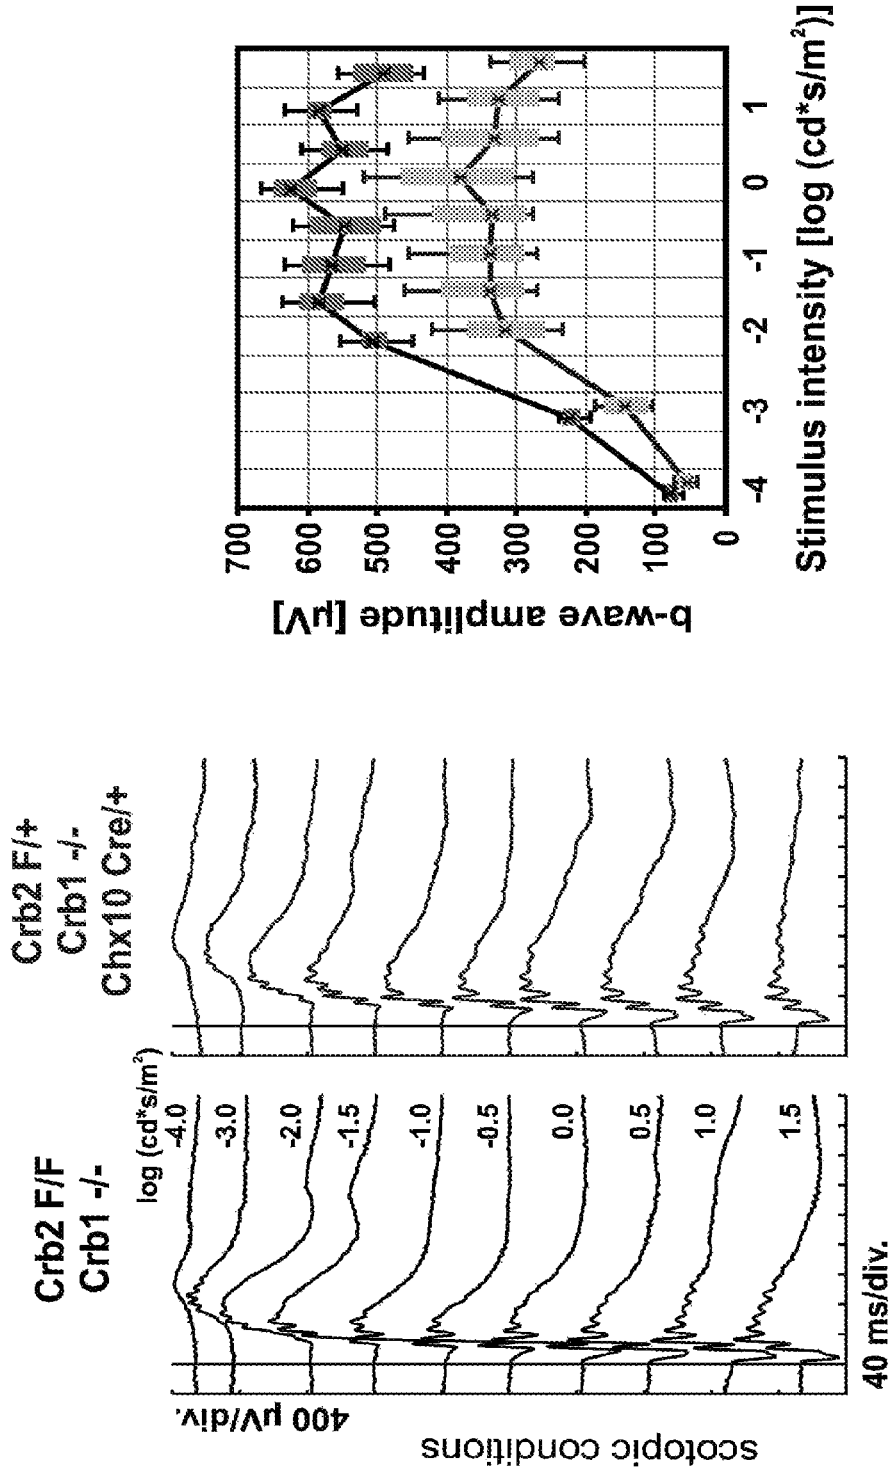 Crb2 F/F
Crb1 -/-
Crb2 F/+
Crb1 -/-
Chx10 Cre/+
log (cd*s/m²)
-4.0
-3.0
-2.0
-1.5
-1.0
-0.5
0.0
0.5
1.0
1.5
400 µV/div.
scotopic conditions
40 ms/div.
b-wave amplitude [µV]
700
600
500
400
300
200
100
0
-4
-3
-2
-1
0
1
Stimulus intensity [log (cd*s/m²)]